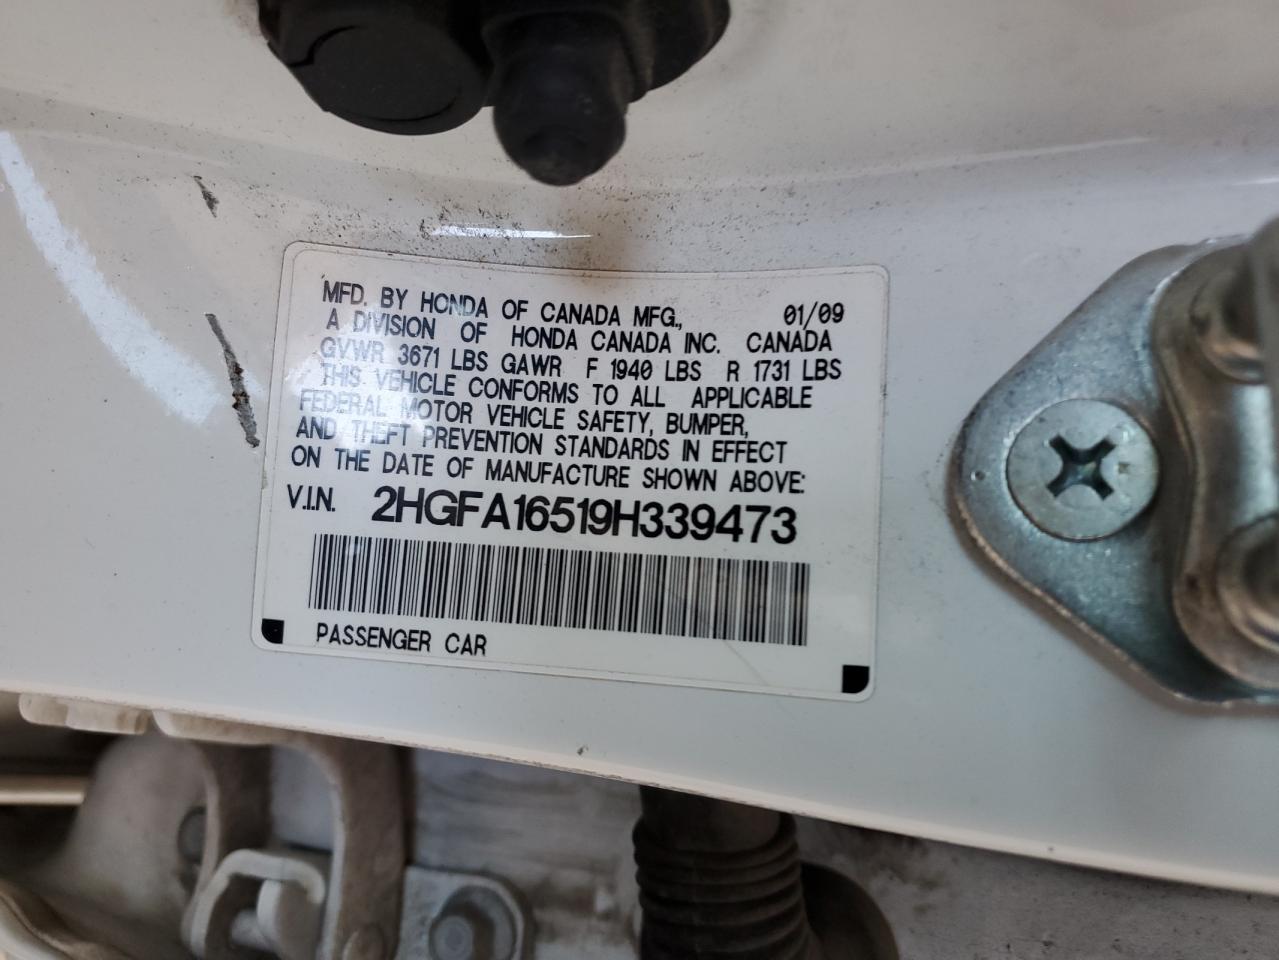 MFD. BY HONDA OF CANADA MFG., 01/09
A DIVISION OF HONDA CANADA INC. CANADA
GVWR 3671 LBS GAWR F 1940 LBS R 1731 LBS
THIS VEHICLE CONFORMS TO ALL APPLICABLE
FEDERAL MOTOR VEHICLE SAFETY, BUMPER,
AND THEFT PREVENTION STANDARDS IN EFFECT
ON THE DATE OF MANUFACTURE SHOWN ABOVE:
V.I.N. 2HGFA16519H339473
PASSENGER CAR